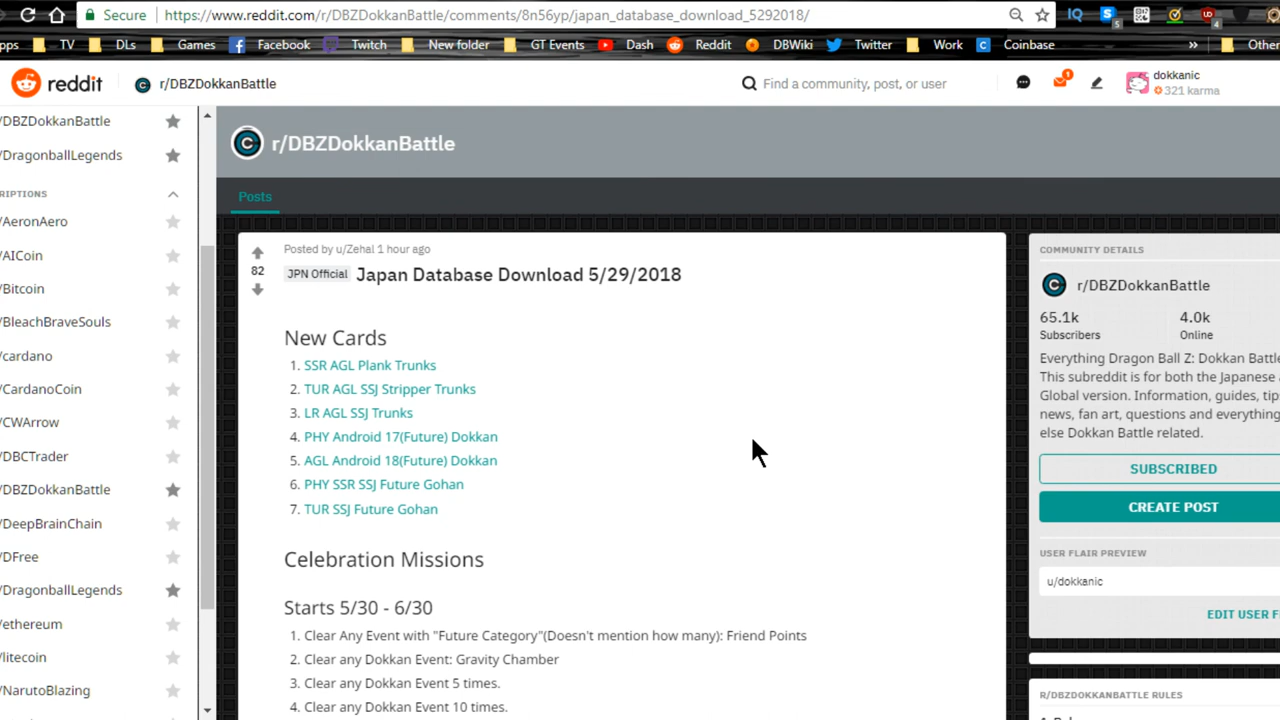 Secure https://www.reddit.com/r/DBZDokkanBattle/comments/8n56yp/japan_database_download_5292018/
pps TV DLs Games Facebook Twitch New folder GT Events Dash Reddit DBWiki Twitter Work Coinbase » Other
reddit r/DBZDokkanBattle Find a community, post, or user 1 dokkanic
321 karma
/DBZDokkanBattle
/DragonballLegends
RIPTIONS
/AeronAero
/AICoin
/Bitcoin
/BleachBraveSouls
/cardano
/CardanoCoin
/CWArrow
/DBCTrader
/DBZDokkanBattle
/DeepBrainChain
/DFree
/DragonballLegends
/ethereum
/litecoin
/NarutoBlazing
r/DBZDokkanBattle
Posts
Posted by u/Zehal 1 hour ago
82
JPN Official Japan Database Download 5/29/2018
New Cards
1. SSR AGL Plank Trunks
2. TUR AGL SSJ Stripper Trunks
3. LR AGL SSJ Trunks
4. PHY Android 17(Future) Dokkan
5. AGL Android 18(Future) Dokkan
6. PHY SSR SSJ Future Gohan
7. TUR SSJ Future Gohan
Celebration Missions
Starts 5/30 - 6/30
1. Clear Any Event with "Future Category"(Doesn't mention how many): Friend Points
2. Clear any Dokkan Event: Gravity Chamber
3. Clear any Dokkan Event 5 times.
4. Clear any Dokkan Event 10 times.
COMMUNITY DETAILS
r/DBZDokkanBattle
65.1k 4.0k
Subscribers Online
Everything Dragon Ball Z: Dokkan Battle
This subreddit is for both the Japanese a
Global version. Information, guides, tip
news, fan art, questions and everything
else Dokkan Battle related.
SUBSCRIBED
CREATE POST
USER FLAIR PREVIEW
u/dokkanic
EDIT USER F
R/DBZDOKKANBATTLE RULES